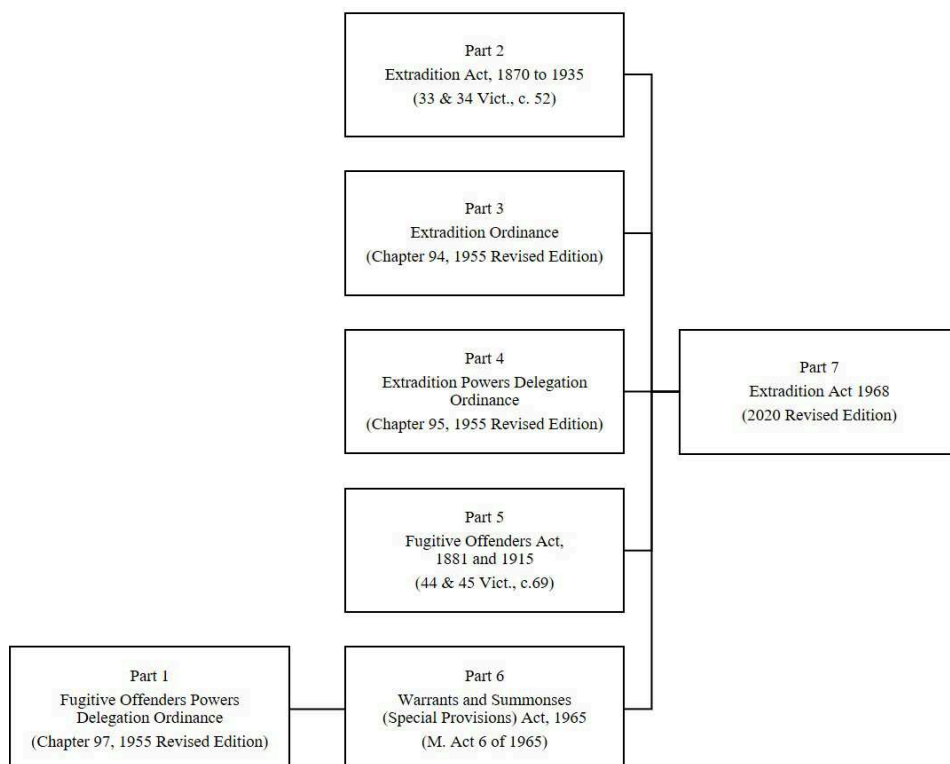 Part 2
Extradition Act, 1870 to 1935
(33 & 34 Vict., c. 52)
Part 3
Extradition Ordinance
(Chapter 94, 1955 Revised Edition)
Part 4
Extradition Powers Delegation
Ordinance
(Chapter 95, 1955 Revised Edition)
Part 7
Extradition Act 1968
(2020 Revised Edition)
Part 5
Fugitive Offenders Act,
1881 and 1915
(44 & 45 Vict., c.69)
Part 1
Fugitive Offenders Powers
Delegation Ordinance
(Chapter 97, 1955 Revised Edition)
Part 6
Warrants and Summonses
(Special Provisions) Act, 1965
(M. Act 6 of 1965)